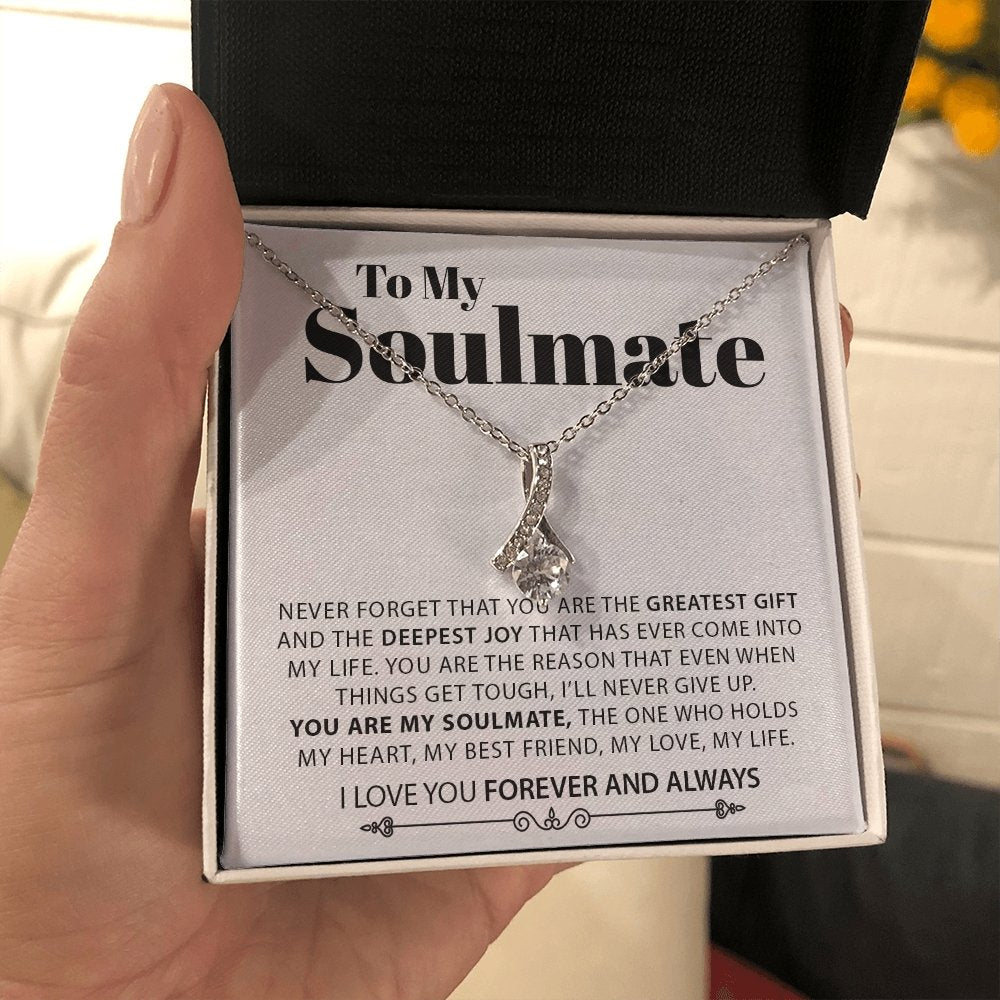 To My
Soulmate
NEVER FORGET THAT YOU ARE THE GREATEST GIFT
AND THE DEEPEST JOY THAT HAS EVER COME INTO
MY LIFE. YOU ARE THE REASON THAT EVEN WHEN
THINGS GET TOUGH, I'LL NEVER GIVE UP.
YOU ARE MY SOULMATE, THE ONE WHO HOLDS
MY HEART, MY BEST FRIEND, MY LOVE, MY LIFE.
I LOVE YOU FOREVER AND ALWAYS